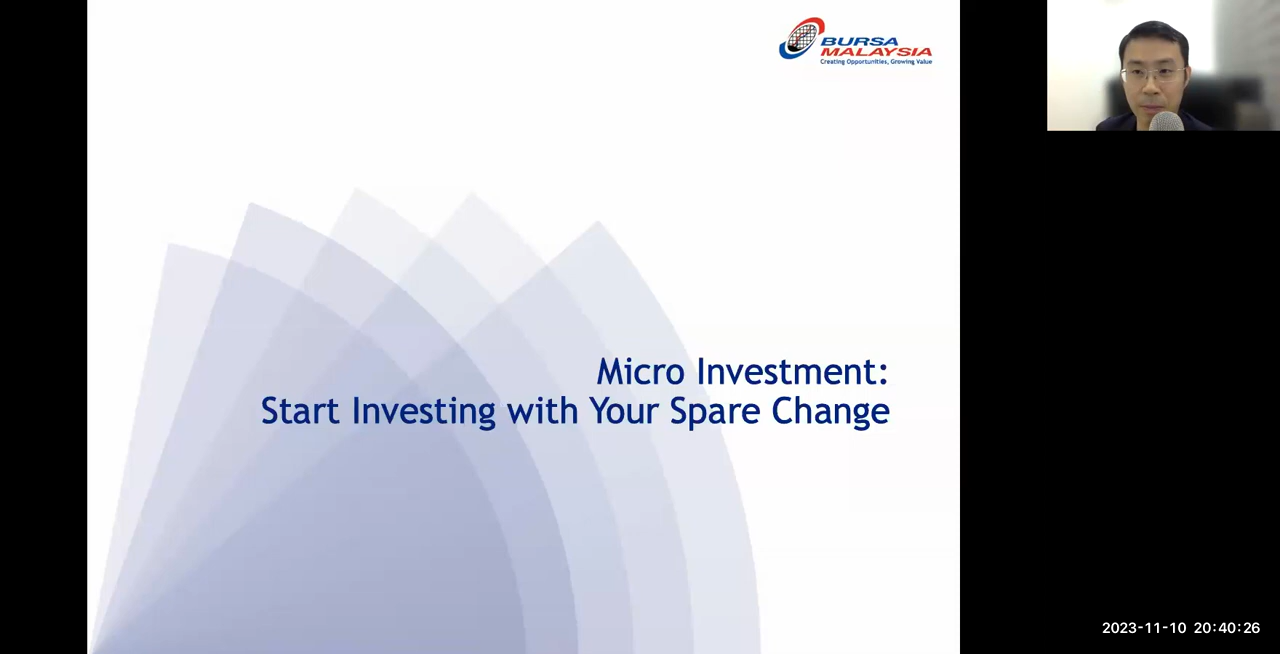 BURSA
MALAYSIA
Creating Opportunities, Growing Value
Micro Investment:
Start Investing with Your Spare Change
2023-11-10 20:40:26